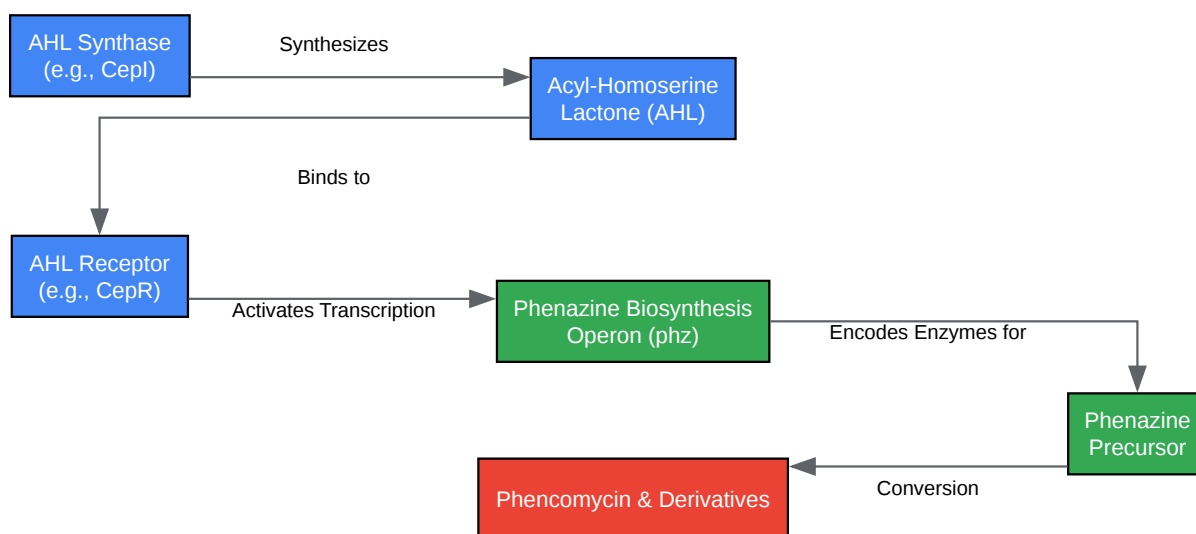 AHL Synthase
(e.g., CepI)
Synthesizes
Acyl-Homoserine
Lactone (AHL)
Binds to
AHL Receptor
(e.g., CepR)
Activates Transcription
Phenazine Biosynthesis
Operon (phz)
Encodes Enzymes for
Phenazine
Precursor
Conversion
Phencomycin & Derivatives